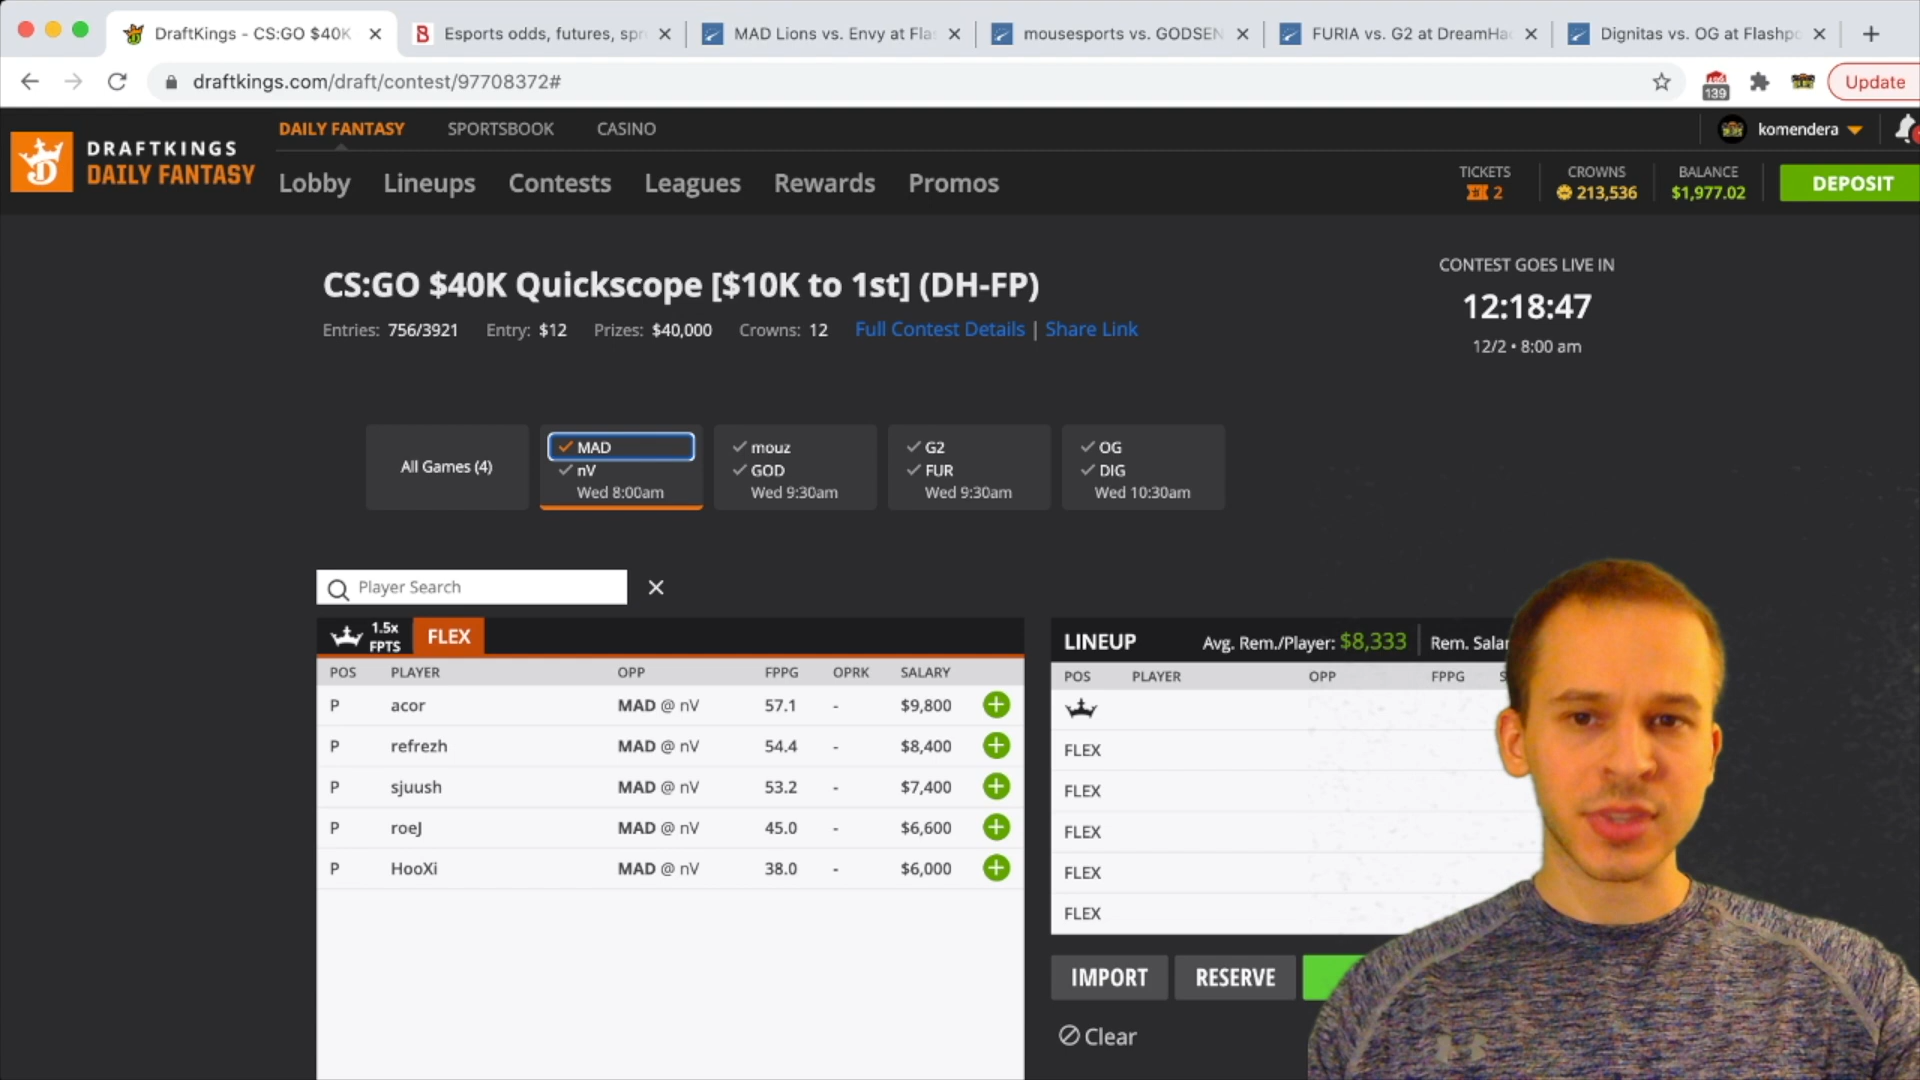 DraftKings - CS:GO $40K
Esports odds, futures, spr
MAD Lions vs. Envy at Fla
mousesports vs. GODSEN
FURIA vs. G2 at DreamHa
Dignitas vs. OG at Flashpo
draftkings.com/draft/contest/97708372#
139
Update
DRAFTKINGS
DAILY FANTASY
DAILY FANTASY
SPORTSBOOK
CASINO
komendera
Lobby
Lineups
Contests
Leagues
Rewards
Promos
TICKETS
2
CROWNS
213,536
BALANCE
$1,977.02
DEPOSIT
CS:GO $40K Quickscope [$10K to 1st] (DH-FP)
Entries: 756/3921 Entry: $12 Prizes: $40,000 Crowns: 12 Full Contest Details | Share Link
CONTEST GOES LIVE IN
12:18:47
12/2 • 8:00 am
All Games (4)
MAD
nV
Wed 8:00am
mouz
GOD
Wed 9:30am
G2
FUR
Wed 9:30am
OG
DIG
Wed 10:30am
Player Search
1.5x
FPTS
FLEX
POS PLAYER OPP FPPG OPRK SALARY
P acor MAD @ nV 57.1 - $9,800
P refrezh MAD @ nV 54.4 - $8,400
P sjuush MAD @ nV 53.2 - $7,400
P roeJ MAD @ nV 45.0 - $6,600
P HooXi MAD @ nV 38.0 - $6,000
LINEUP Avg. Rem./Player: $8,333 Rem. Salar
POS PLAYER OPP FPPG S
FLEX
FLEX
FLEX
FLEX
FLEX
IMPORT
RESERVE
Clear